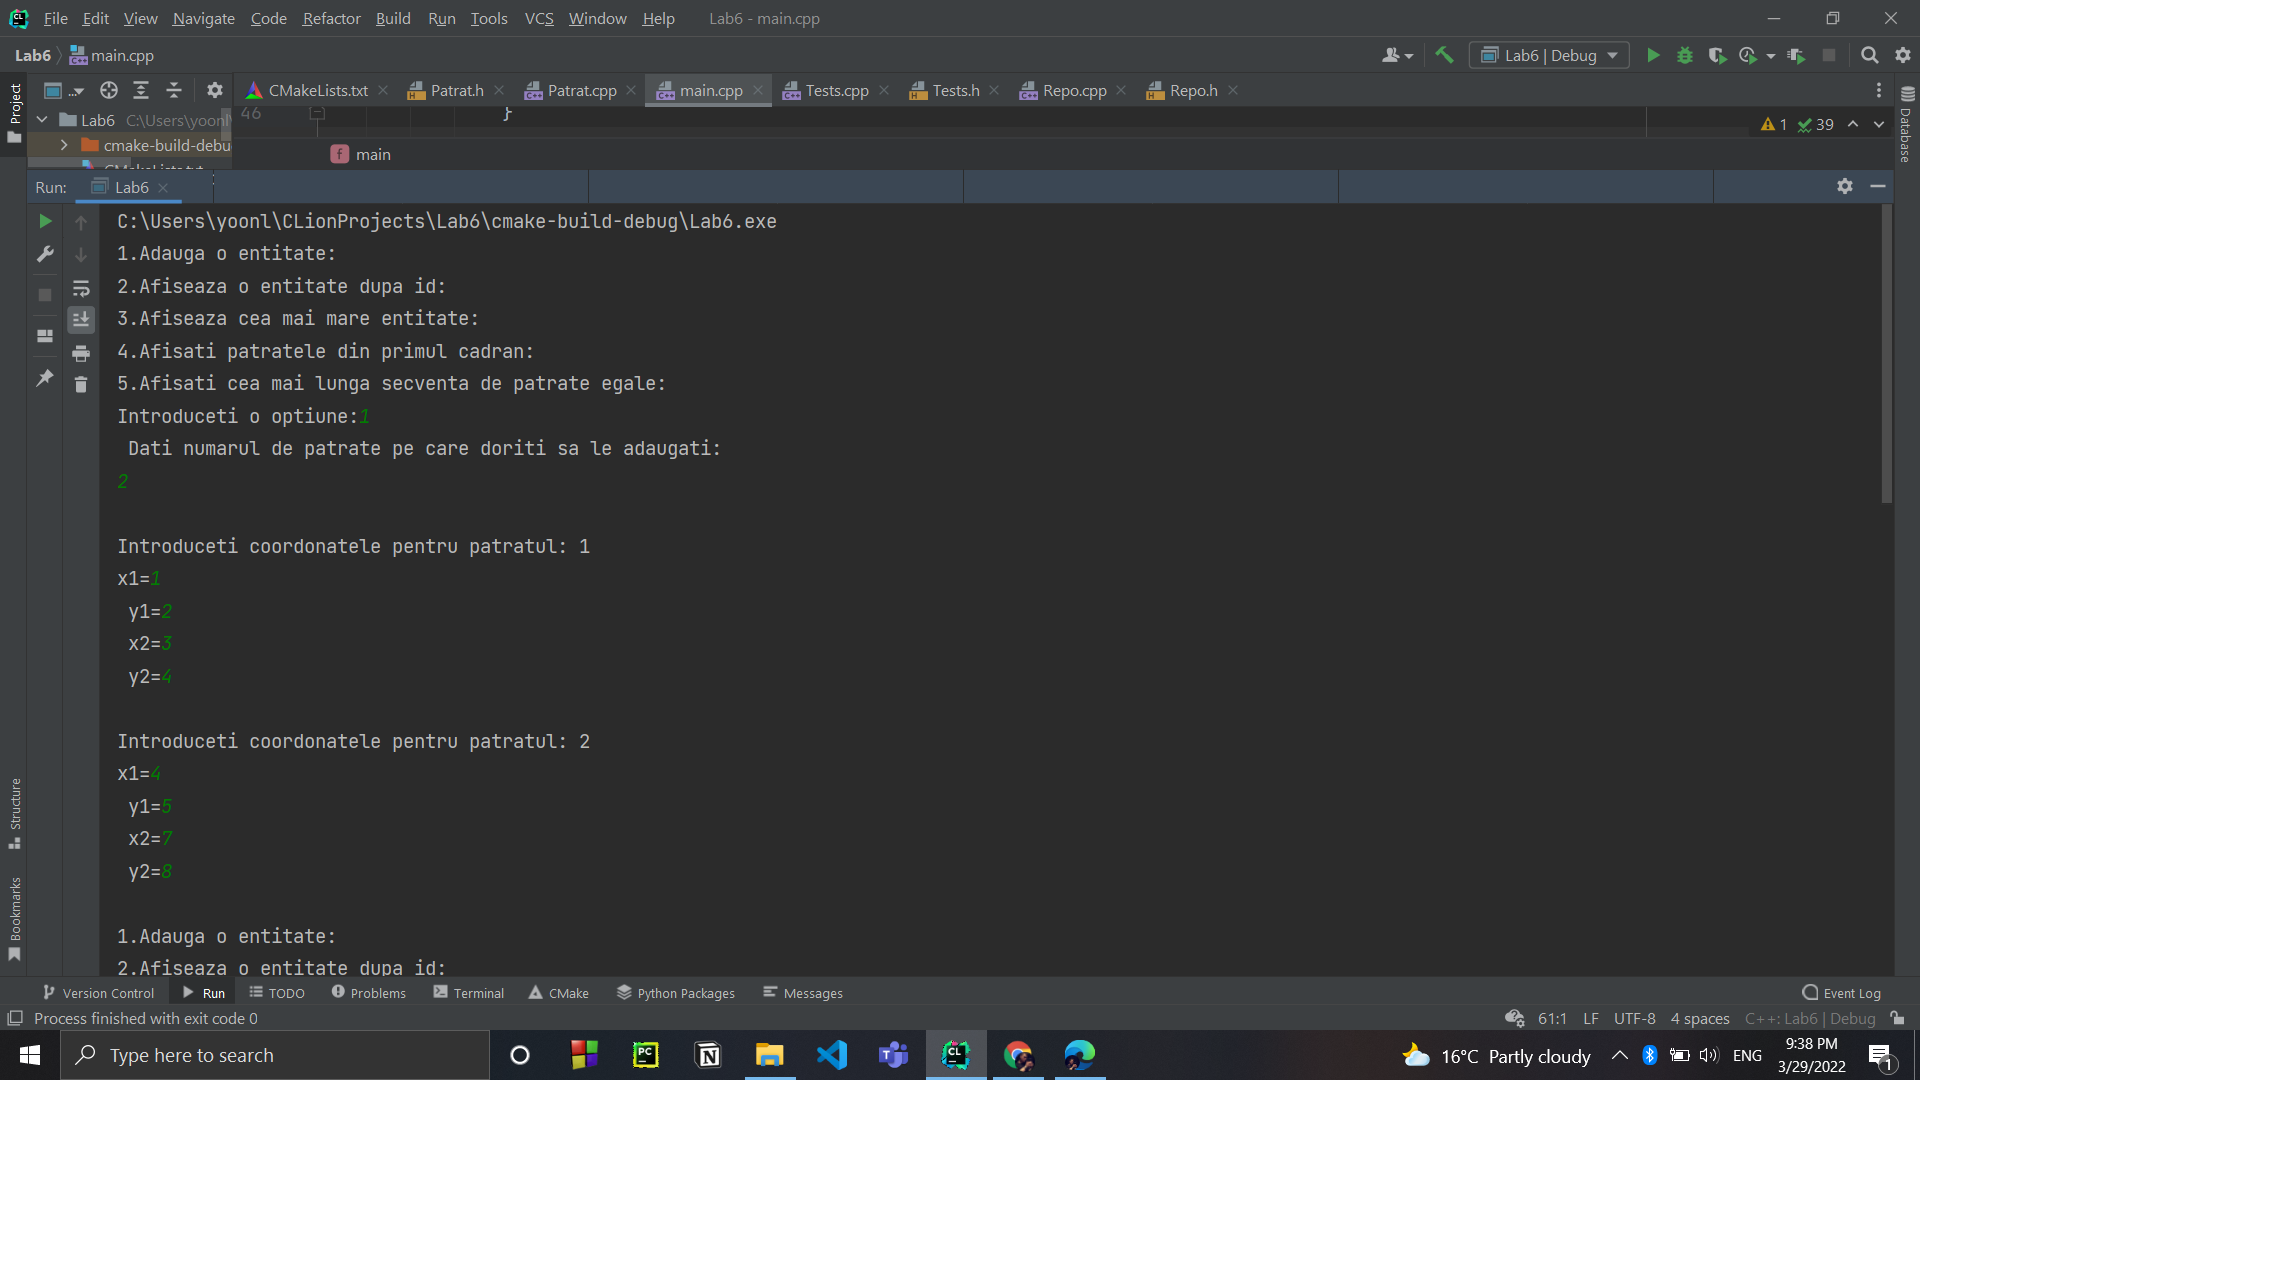 File Edit View Navigate Code Refactor Build Run Tools VCS Window Help Lab6 - main.cpp
Lab6 main.cpp Lab6 | Debug
Project
CMakeLists.txt Patrat.h Patrat.cpp main.cpp Tests.cpp Tests.h Repo.cpp Repo.h
Lab6 C:\Users\yoonl\
46 }
1 39
cmake-build-debu
Database
main
Run: Lab6
C:\Users\yoonl\CLionProjects\Lab6\cmake-build-debug\Lab6.exe
1.Adauga o entitate:
2.Afiseaza o entitate dupa id:
3.Afiseaza cea mai mare entitate:
4.Afisati patratele din primul cadran:
5.Afisati cea mai lunga secventa de patrate egale:
Introduceti o optiune:1
Dati numarul de patrate pe care doriti sa le adaugati:
2
Introduceti coordonatele pentru patratul: 1
x1=1
y1=2
x2=3
y2=4
Introduceti coordonatele pentru patratul: 2
x1=4
y1=5
x2=7
y2=8
1.Adauga o entitate:
2.Afiseaza o entitate dupa id:
Structure
Bookmarks
Version Control Run TODO Problems Terminal CMake Python Packages Messages Event Log
Process finished with exit code 0 61:1 LF UTF-8 4 spaces C++: Lab6 | Debug
Type here to search 16°C Partly cloudy ENG 9:38 PM
3/29/2022 1